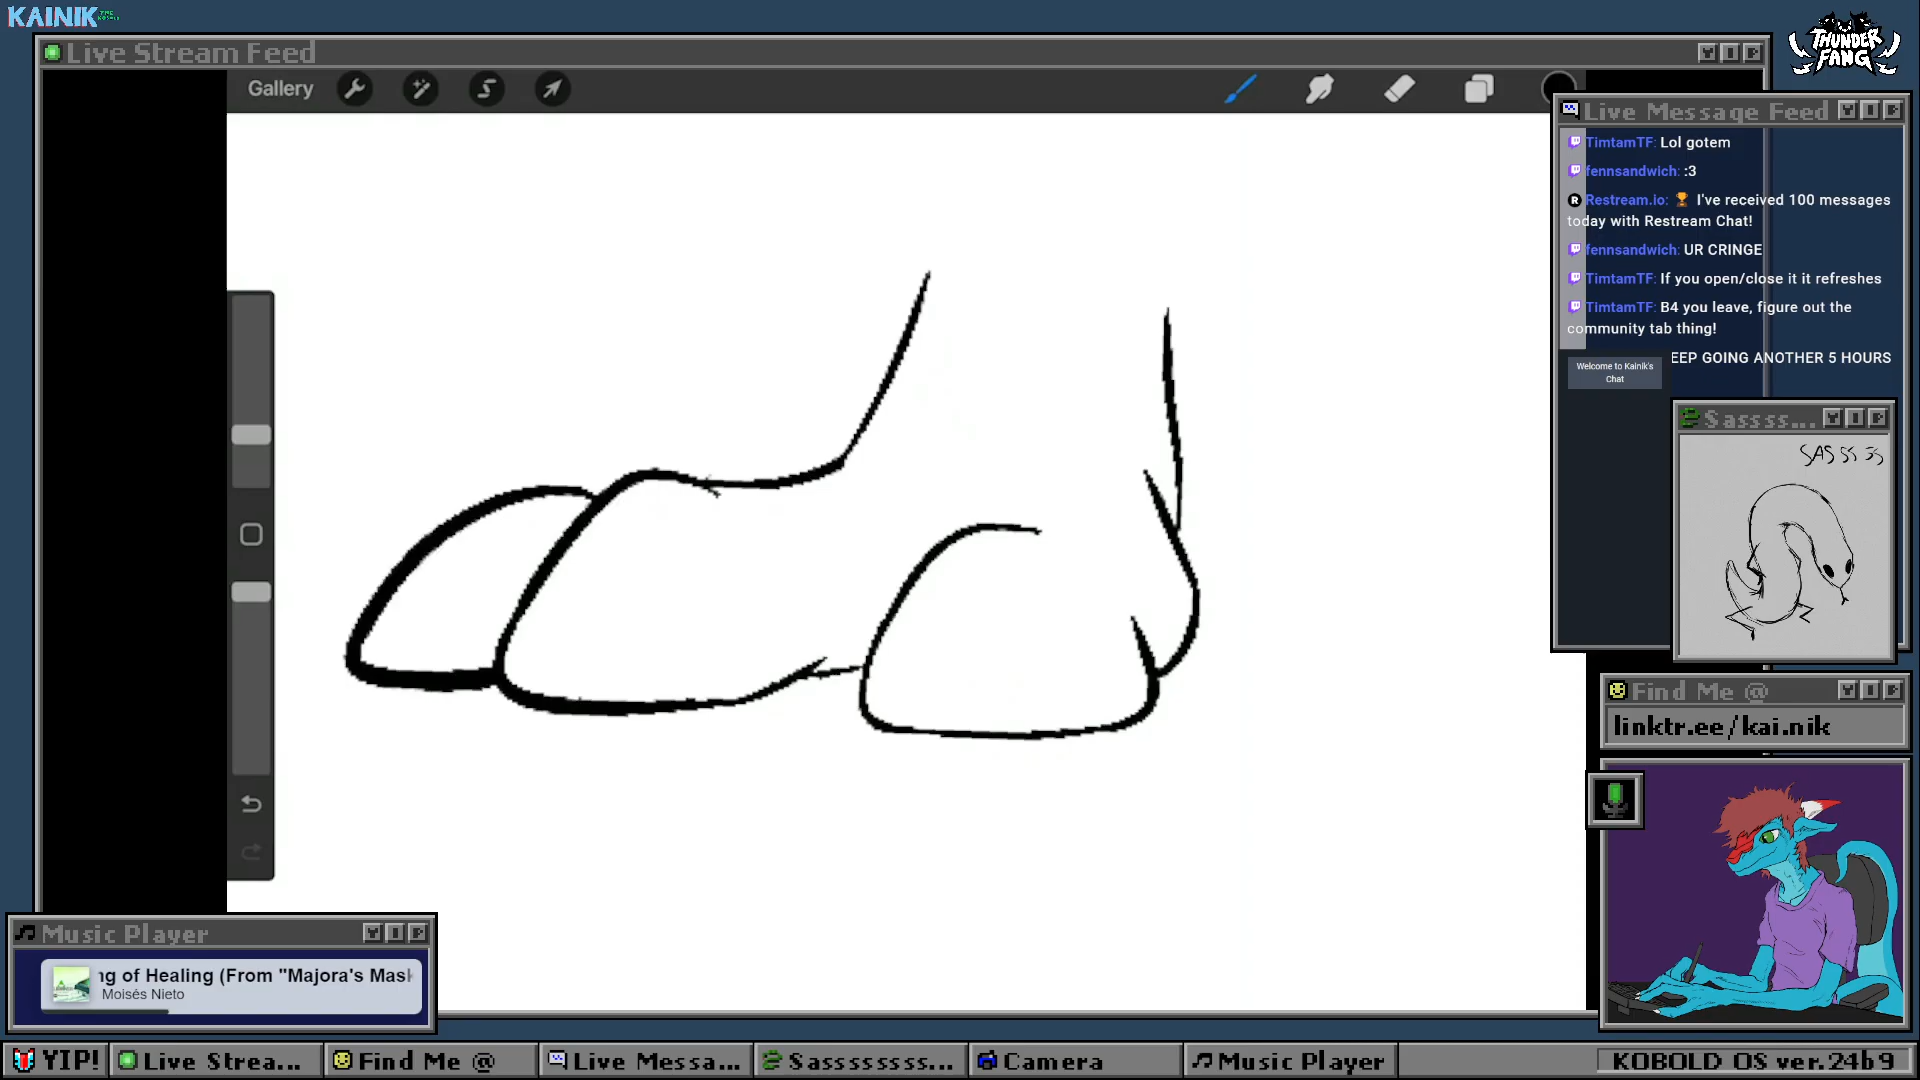 KAINIK
Live Stream Feed
THUNDER
FANG
Gallery
Live Message Feed
TimtamTF: Lol gotem
fennsandwich: :3
Restream.io: 🏆 I've received 100 messages
today with Restream Chat!
fennsandwich: UR CRINGE
TimtamTF: If you open/close it it refreshes
TimtamTF: B4 you leave, figure out the
community tab thing!
EEP GOING ANOTHER 5 HOURS
Welcome to Kainik's
Chat
Sassss...
SASSSSS
Find Me @
linktr.ee/kai.nik
Music Player
ng of Healing (From "Majora's Mask
Moisés Nieto
YIP!
Live Strea...
Find Me @
Live Messa...
Sassssssss...
Camera
Music Player
KOBOLD OS ver.24b9